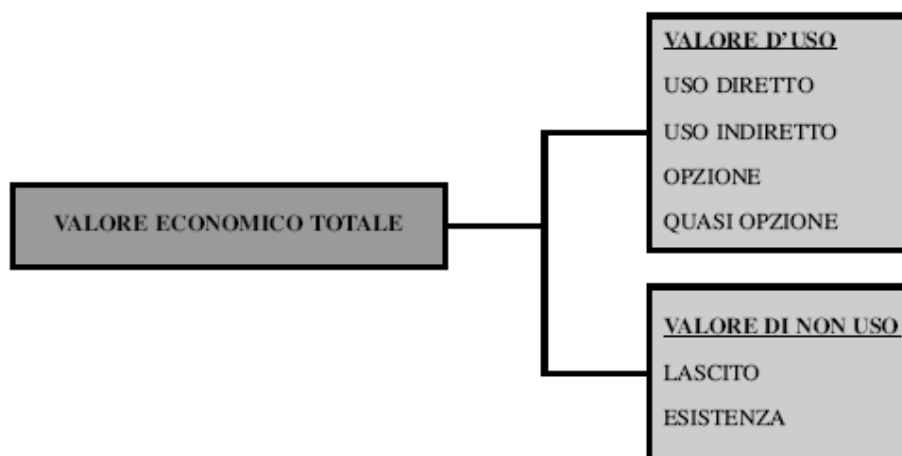 VALORE ECONOMICO TOTALE
VALORE D'USO
USO DIRETTO
USO INDIRETTO
OPZIONE
QUASI OPZIONE
VALORE DI NON USO
LASCITO
ESISTENZA